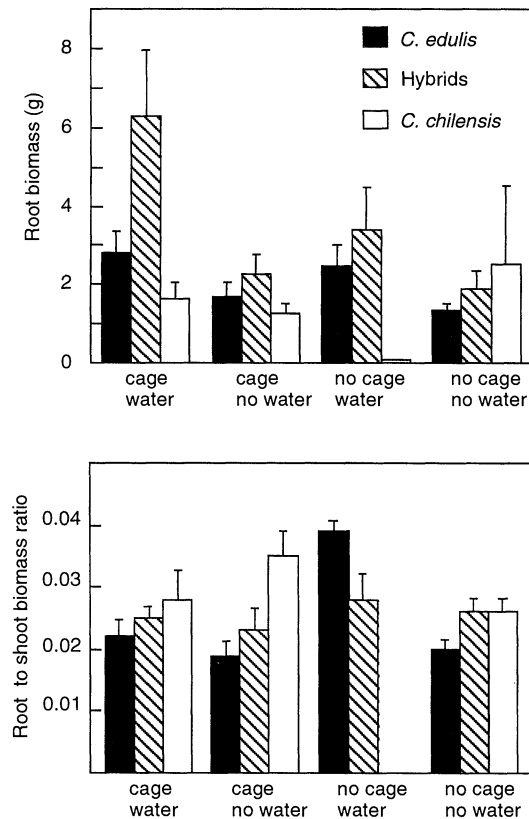 Root biomass (g)
8
6
4
2
0
C. edulis
Hybrids
C. chilensis
cage
water
cage
no water
no cage
water
no cage
no water
Root to shoot biomass ratio
0.04
0.03
0.02
0.01
cage
water
cage
no water
no cage
water
no cage
no water